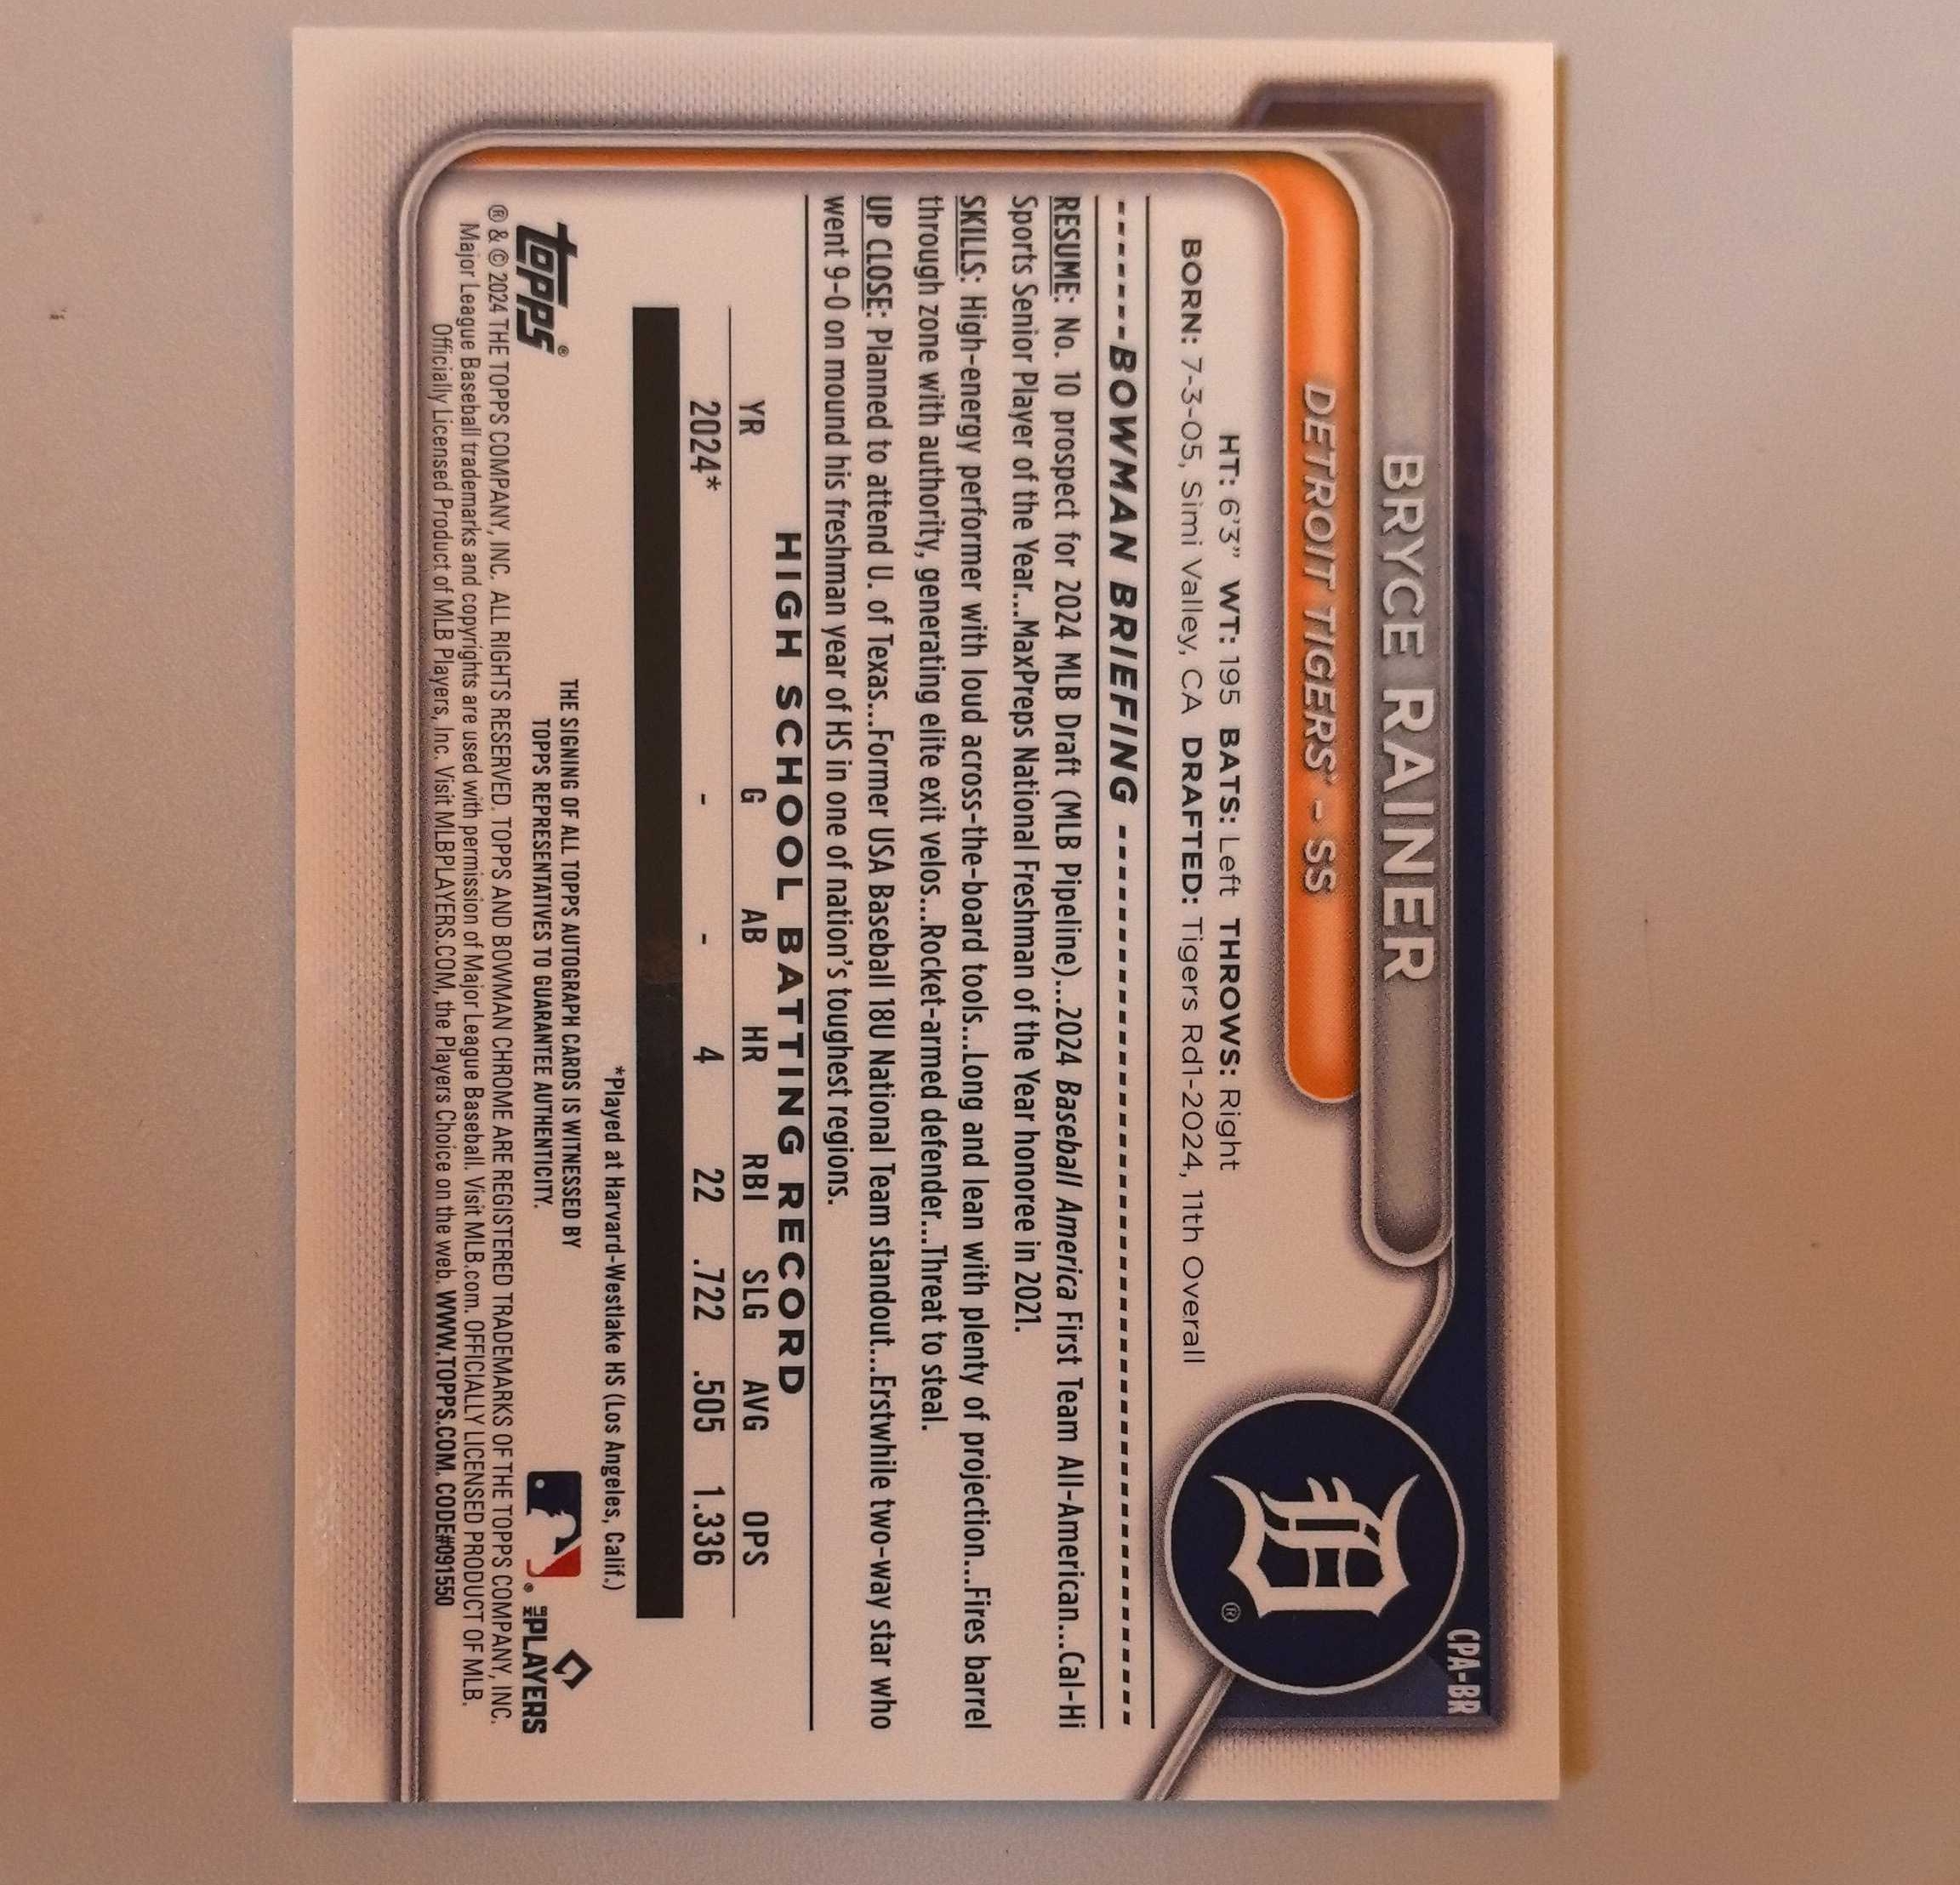 CPA-BR
BRYCE RAINER
DETROIT TIGERS® - SS
HT: 6'3" WT: 195 BATS: Left THROWS: Right
BORN: 7-3-05, Simi Valley, CA DRAFTED: Tigers Rd1-2024, 11th Overall
®
-------BOWMAN BRIEFING-------
RESUME: No. 10 prospect for 2024 MLB Draft (MLB Pipeline)...2024 Baseball America First Team All-American...Cal-Hi
Sports Senior Player of the Year...MaxPreps National Freshman of the Year honoree in 2021.
SKILLS: High-energy performer with loud across-the-board tools...Long and lean with plenty of projection...Fires barrel
through zone with authority, generating elite exit velos...Rocket-armed defender...Threat to steal.
UP CLOSE: Planned to attend U. of Texas...Former USA Baseball 18U National Team standout...Erstwhile two-way star who
went 9-0 on mound his freshman year of HS in one of nation's toughest regions.
HIGH SCHOOL BATTING RECORD
YR G AB HR RBI SLG AVG OPS
2024* - - 4 22 .722 .505 1.336
*Played at Harvard-Westlake HS (Los Angeles, Calif.)
topps®
THE SIGNING OF ALL TOPPS AUTOGRAPH CARDS IS WITNESSED BY
TOPPS REPRESENTATIVES TO GUARANTEE AUTHENTICITY.
®
MLB PLAYERS
® & © 2024 THE TOPPS COMPANY, INC. ALL RIGHTS RESERVED. TOPPS AND BOWMAN CHROME ARE REGISTERED TRADEMARKS OF THE TOPPS COMPANY, INC.
Major League Baseball trademarks and copyrights are used with permission of Major League Baseball. Visit MLB.com. OFFICIALLY LICENSED PRODUCT OF MLB.
Officially Licensed Product of MLB Players, Inc. Visit MLBPLAYERS.COM, the Players Choice on the web. WWW.TOPPS.COM. CODE#091550